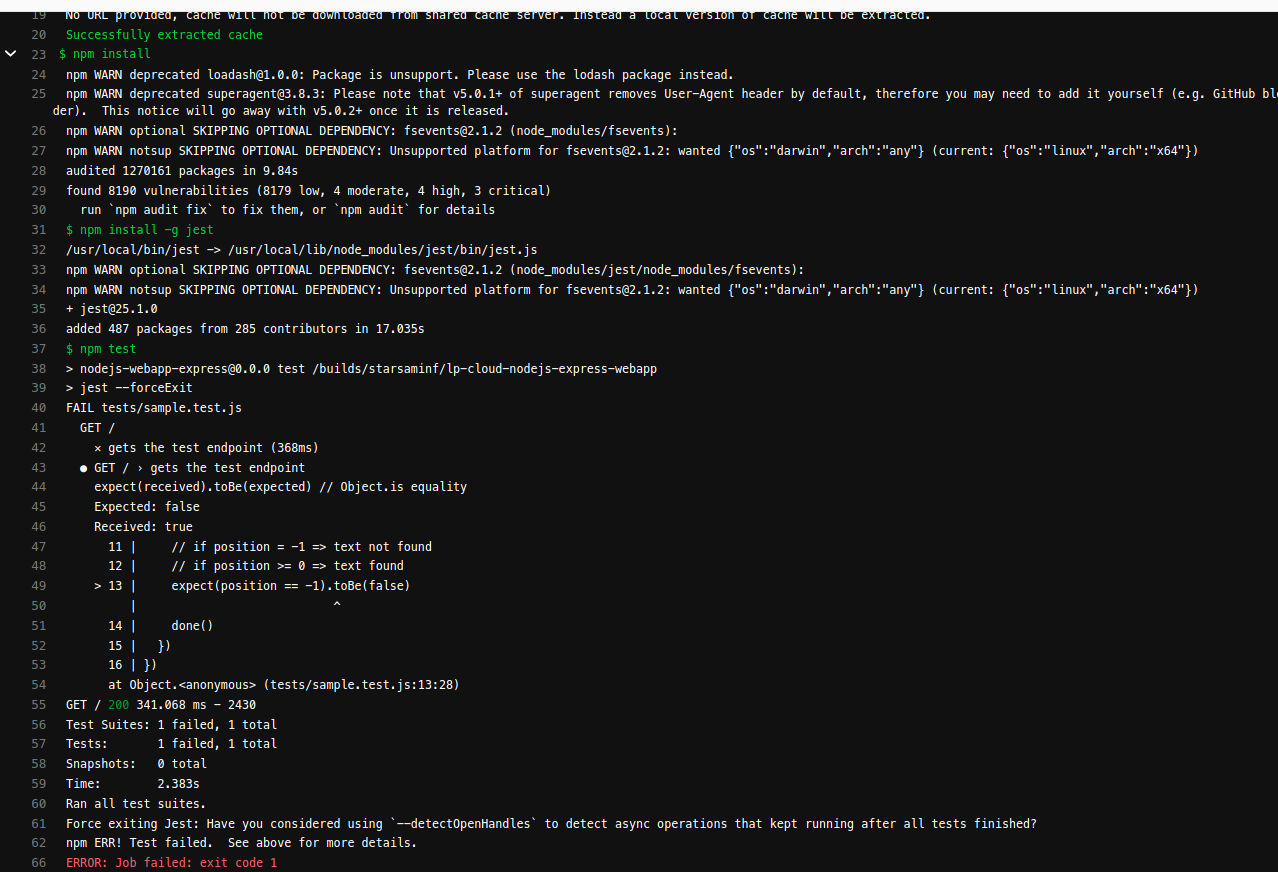 19 No URL provided, cache will not be downloaded from shared cache server. Instead a local version of cache will be extracted.
20 Successfully extracted cache
23 $ npm install
24 npm WARN deprecated loadash@1.0.0: Package is unsupport. Please use the lodash package instead.
25 npm WARN deprecated superagent@3.8.3: Please note that v5.0.1+ of superagent removes User-Agent header by default, therefore you may need to add it yourself (e.g. GitHub blo
der).  This notice will go away with v5.0.2+ once it is released.
26 npm WARN optional SKIPPING OPTIONAL DEPENDENCY: fsevents@2.1.2 (node_modules/fsevents):
27 npm WARN notsup SKIPPING OPTIONAL DEPENDENCY: Unsupported platform for fsevents@2.1.2: wanted {"os":"darwin","arch":"any"} (current: {"os":"linux","arch":"x64"})
28 audited 1270161 packages in 9.84s
29 found 8190 vulnerabilities (8179 low, 4 moderate, 4 high, 3 critical)
30 run `npm audit fix` to fix them, or `npm audit` for details
31 $ npm install -g jest
32 /usr/local/bin/jest -> /usr/local/lib/node_modules/jest/bin/jest.js
33 npm WARN optional SKIPPING OPTIONAL DEPENDENCY: fsevents@2.1.2 (node_modules/jest/node_modules/fsevents):
34 npm WARN notsup SKIPPING OPTIONAL DEPENDENCY: Unsupported platform for fsevents@2.1.2: wanted {"os":"darwin","arch":"any"} (current: {"os":"linux","arch":"x64"})
35 + jest@25.1.0
36 added 487 packages from 285 contributors in 17.035s
37 $ npm test
38 > nodejs-webapp-express@0.0.0 test /builds/starsaminf/lp-cloud-nodejs-express-webapp
39 > jest --forceExit
40 FAIL tests/sample.test.js
41 GET /
42 × gets the test endpoint (368ms)
43 ● GET / › gets the test endpoint
44 expect(received).toBe(expected) // Object.is equality
45 Expected: false
46 Received: true
47 11 | // if position = -1 => text not found
48 12 | // if position >= 0 => text found
49 > 13 | expect(position == -1).toBe(false)
50 | ^
51 14 | done()
52 15 | })
53 16 | })
54 at Object.<anonymous> (tests/sample.test.js:13:28)
55 GET / 200 341.068 ms - 2430
56 Test Suites: 1 failed, 1 total
57 Tests: 1 failed, 1 total
58 Snapshots: 0 total
59 Time: 2.383s
60 Ran all test suites.
61 Force exiting Jest: Have you considered using `--detectOpenHandles` to detect async operations that kept running after all tests finished?
62 npm ERR! Test failed.  See above for more details.
66 ERROR: Job failed: exit code 1